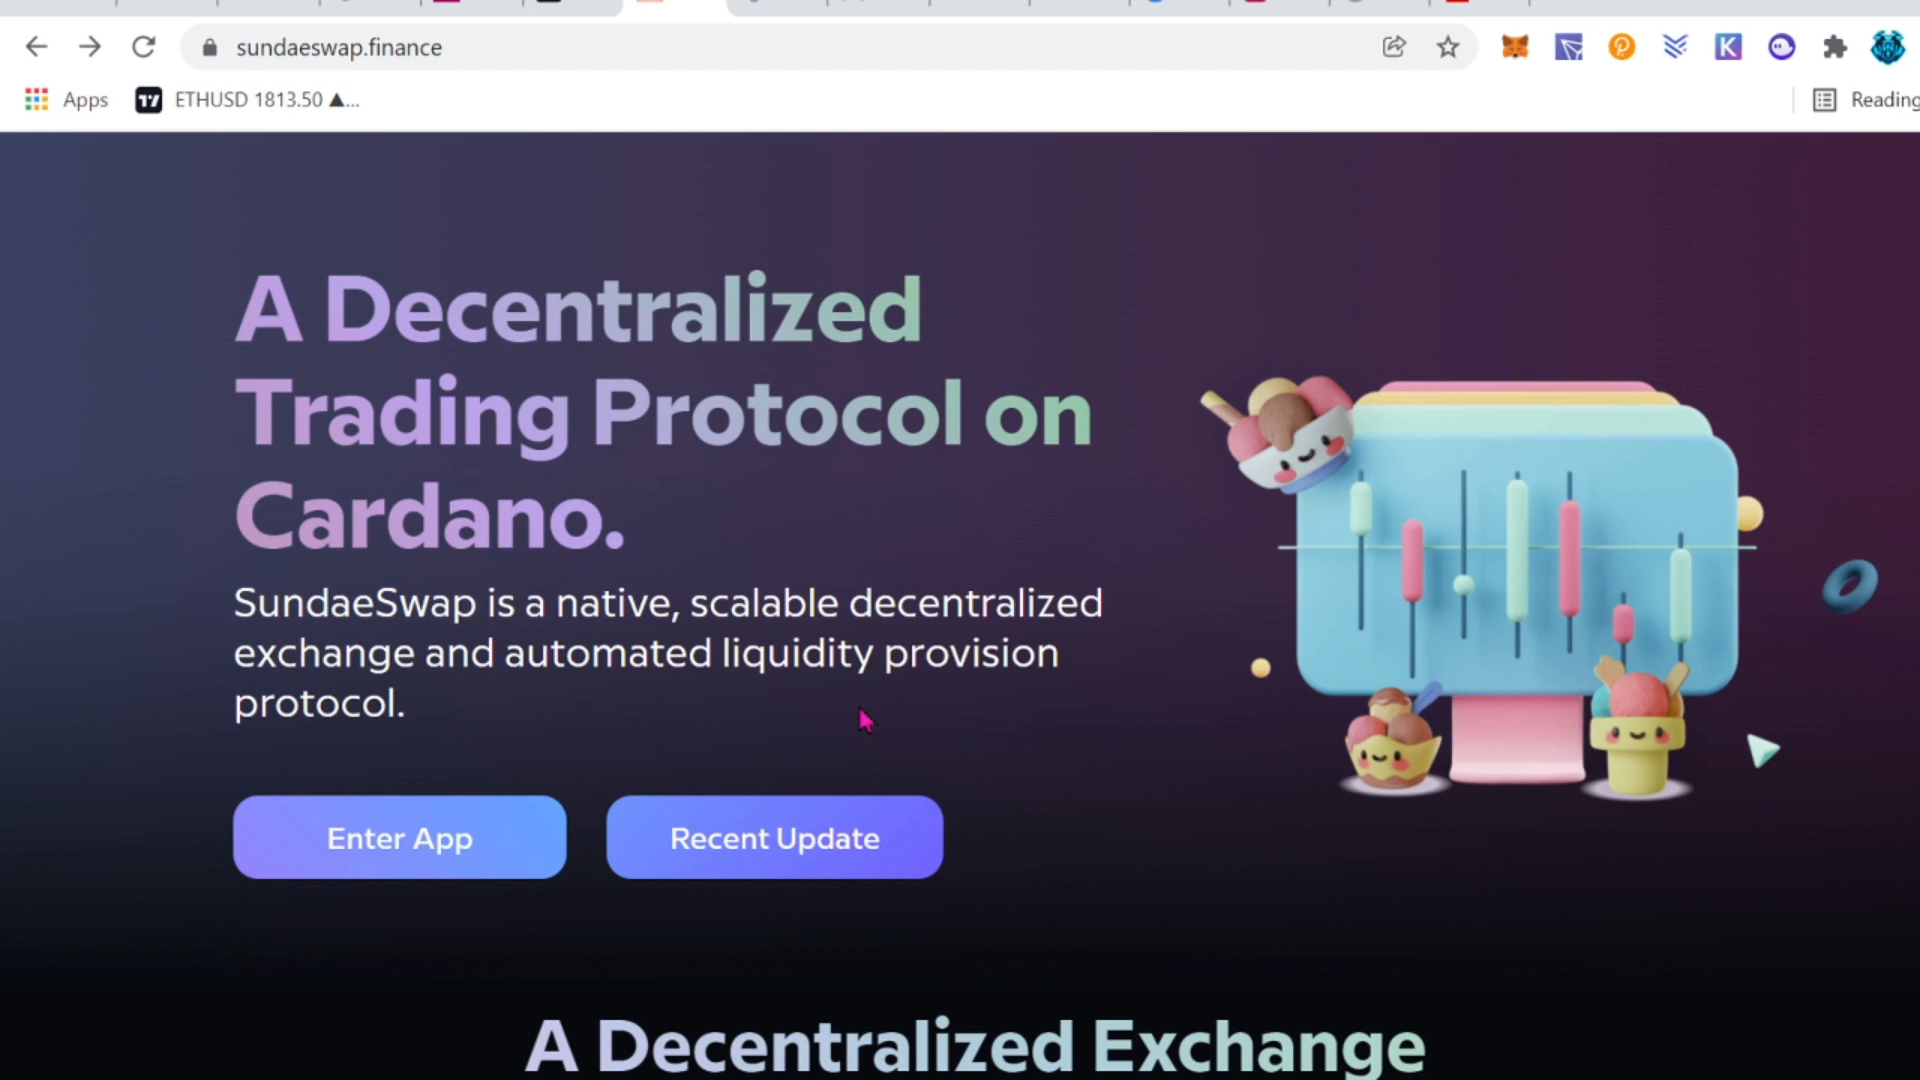 sundaeswap.finance
Apps
ETHUSD 1813.50 ▲...
Reading
A Decentralized
Trading Protocol on
Cardano.
SundaeSwap is a native, scalable decentralized
exchange and automated liquidity provision
protocol.
Enter App
Recent Update
A Decentralized Exchange